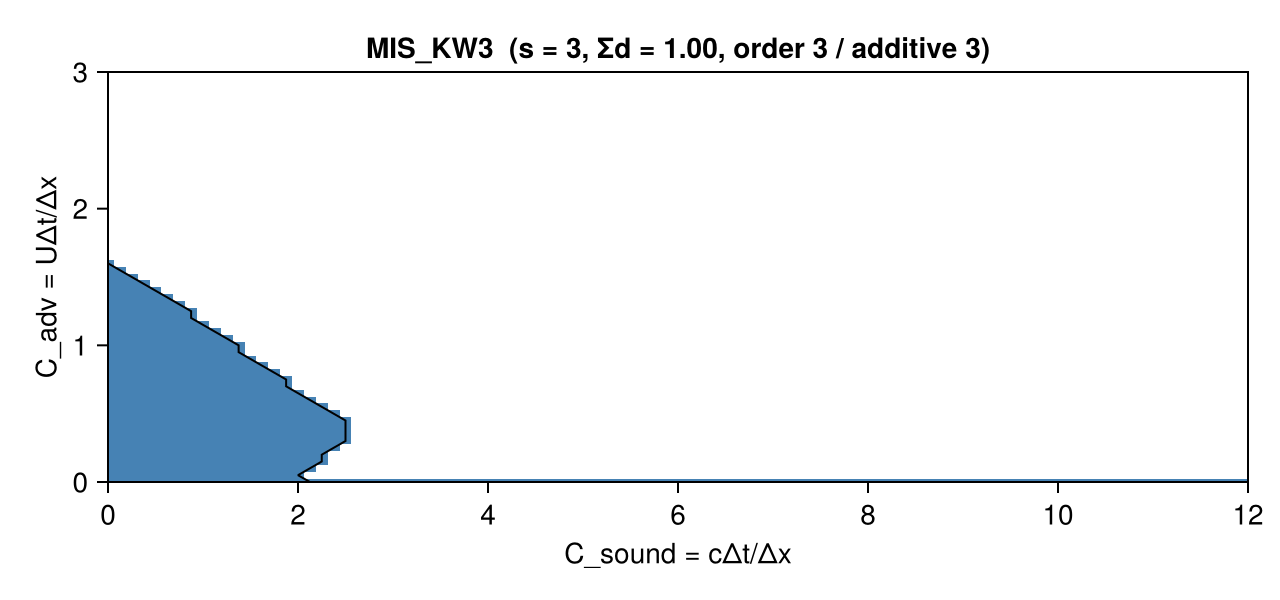 MIS_KW3 (s = 3, Σd = 1.00, order 3 / additive 3)
C_adv = UΔt/Δx
3
2
1
0
0 2 4 6 8 10 12
C_sound = cΔt/Δx